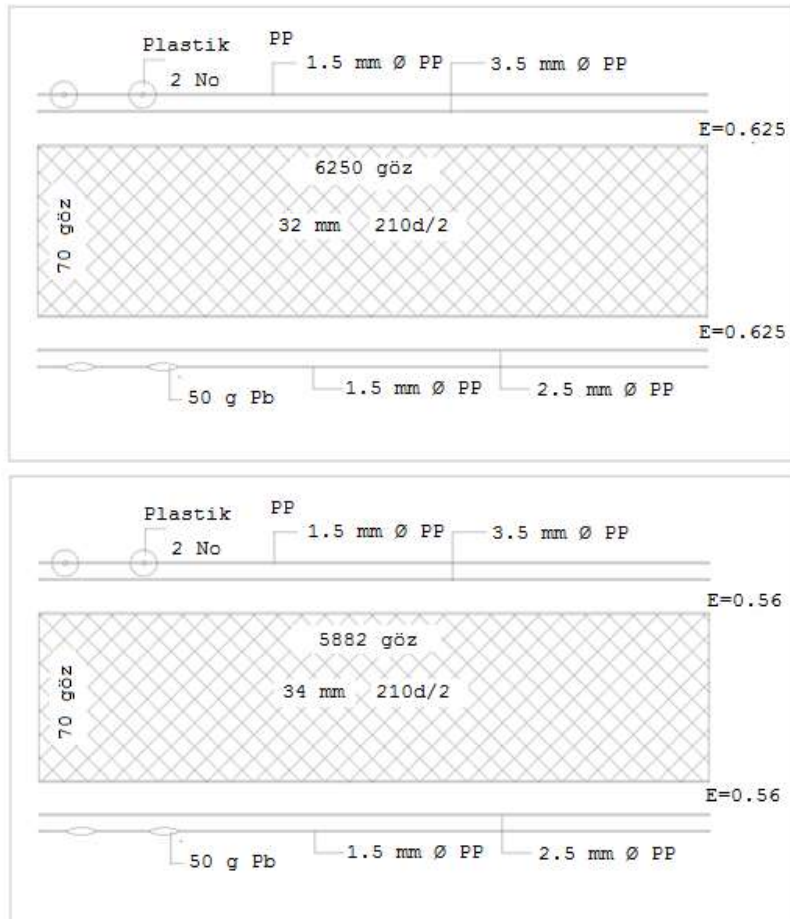 Plastik PP
1.5 mm Ø PP 3.5 mm Ø PP
2 No
E=0.625
6250 göz
70 göz
32 mm 210d/2
E=0.625
50 g Pb 1.5 mm Ø PP 2.5 mm Ø PP
Plastik PP
1.5 mm Ø PP 3.5 mm Ø PP
2 No
E=0.56
5882 göz
70 göz
34 mm 210d/2
E=0.56
50 g Pb 1.5 mm Ø PP 2.5 mm Ø PP